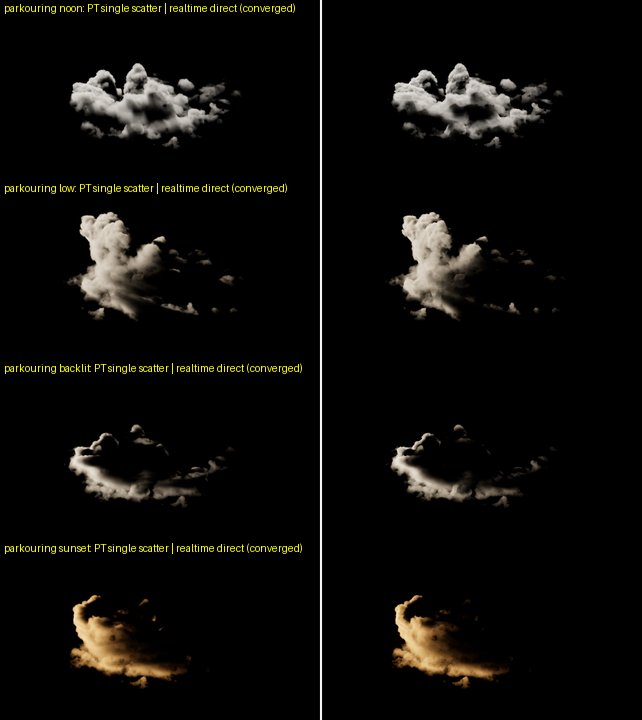 parkouring noon: PT single scatter | realtime direct (converged)
parkouring low: PT single scatter | realtime direct (converged)
parkouring backlit: PT single scatter | realtime direct (converged)
parkouring sunset: PT single scatter | realtime direct (converged)